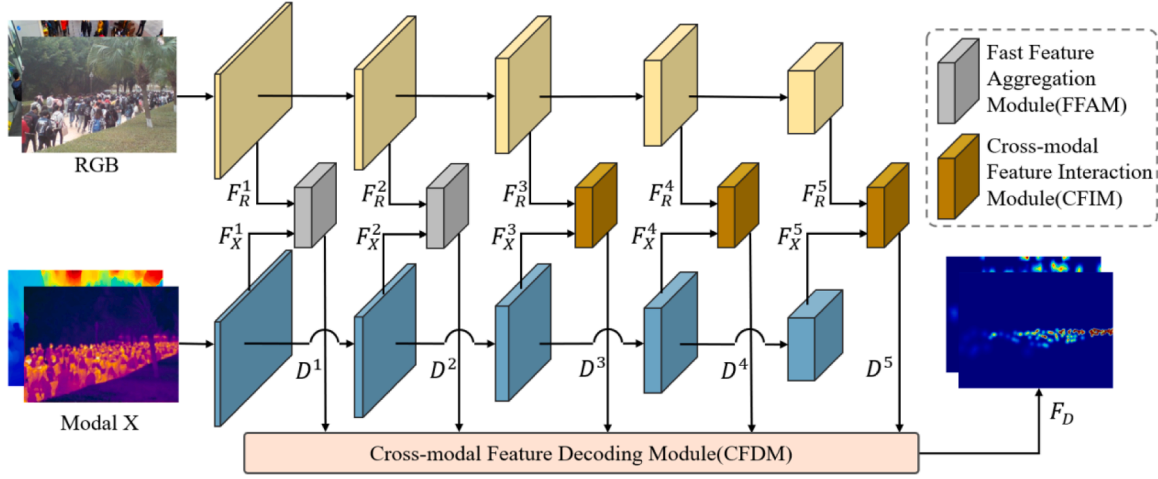 RGB
Fast Feature
Aggregation
Module(FFAM)
Cross-modal
Feature Interaction
Module(CFIM)
F_R^1
F_R^2
F_R^3
F_R^4
F_R^5
F_X^1
F_X^2
F_X^3
F_X^4
F_X^5
D^1
D^2
D^3
D^4
D^5
Modal X
F_D
Cross-modal Feature Decoding Module(CFDM)